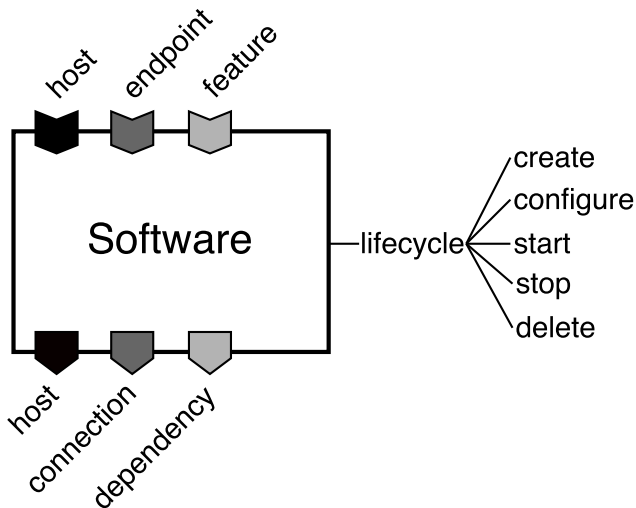 host
endpoint
feature
Software
lifecycle
create
configure
start
stop
delete
host
connection
dependency